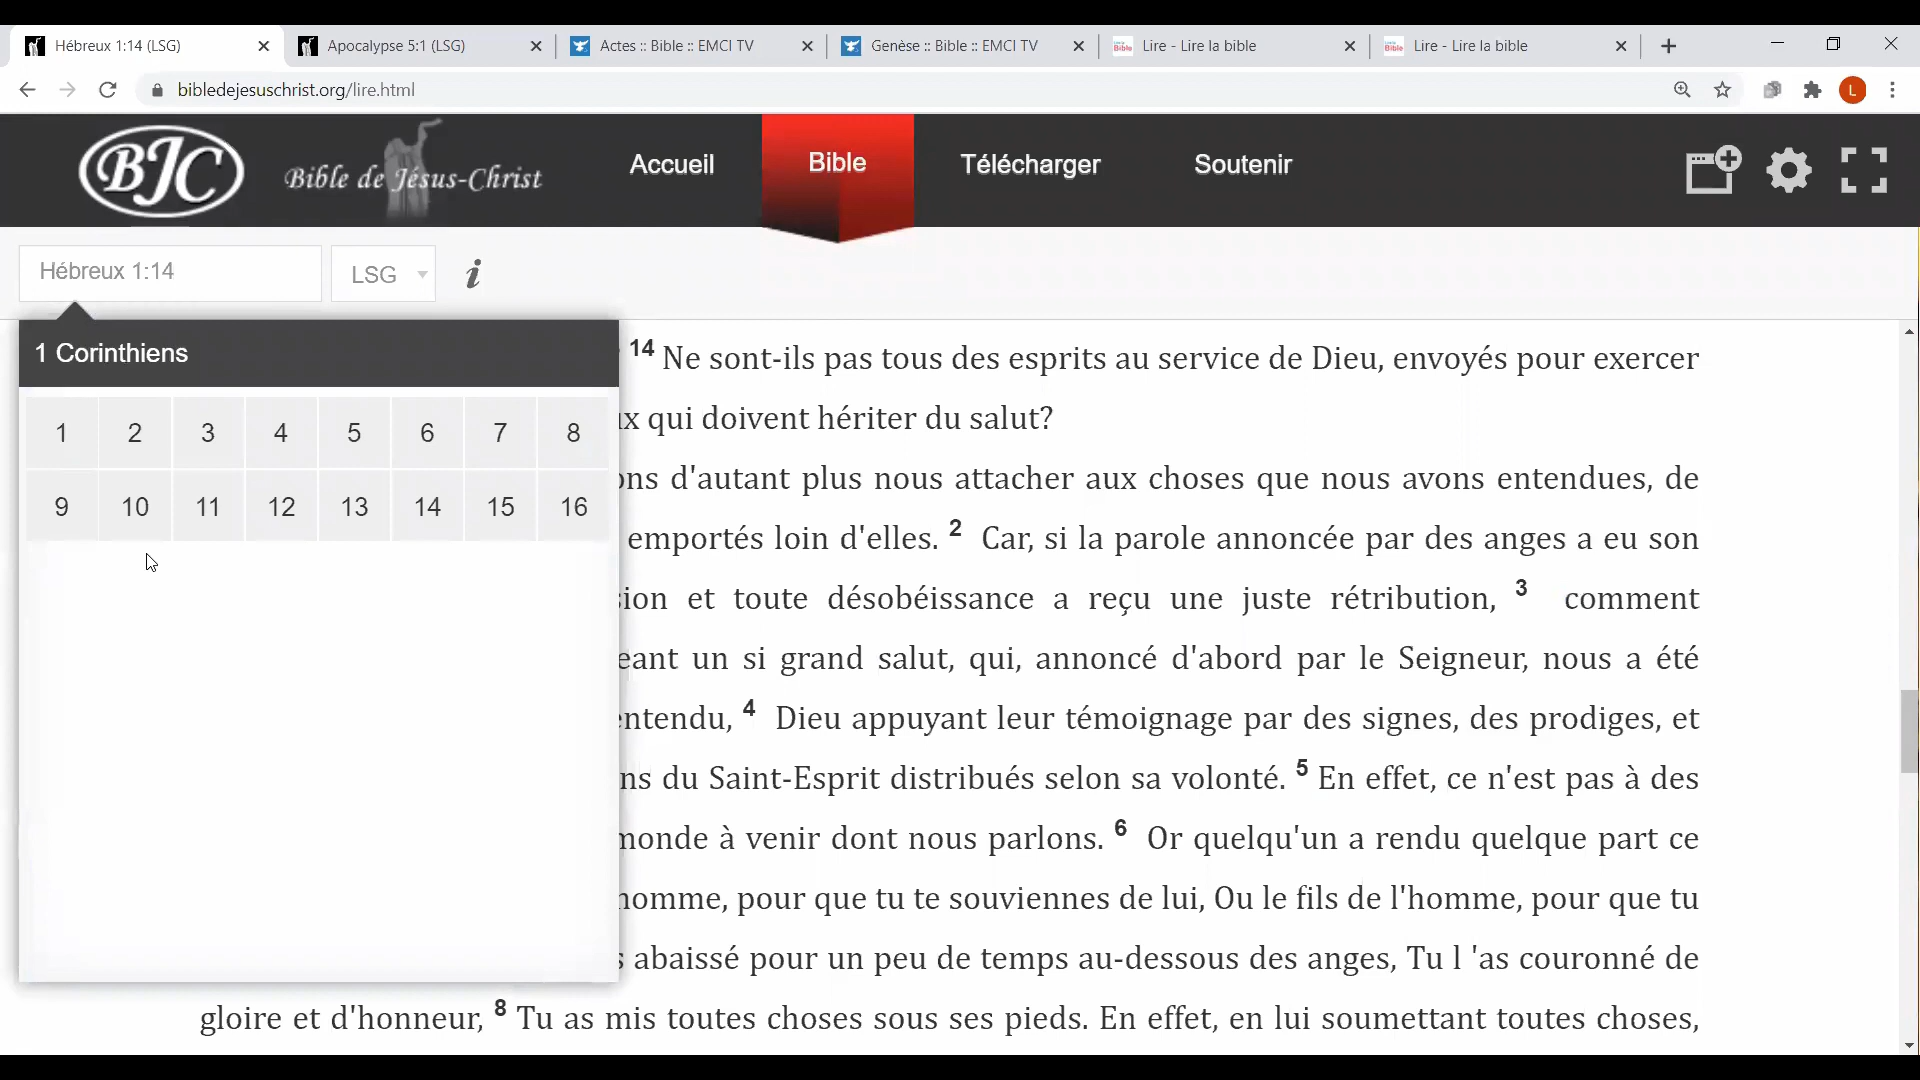 Hébreux 1:14 (LSG)
Apocalypse 5:1 (LSG)
Actes :: Bible :: EMCI TV
Genèse :: Bible :: EMCI TV
Lire - Lire la bible
Lire - Lire la bible
bibledejesuschrist.org/lire.html
L
BJC
Bible de Jésus-Christ
Accueil
Bible
Télécharger
Soutenir
Hébreux 1:14
LSG
i
1 Corinthiens
1 2 3 4 5 6 7 8
9 10 11 12 13 14 15 16
14 Ne sont-ils pas tous des esprits au service de Dieu, envoyés pour exercer
x qui doivent hériter du salut?
ns d'autant plus nous attacher aux choses que nous avons entendues, de
emportés loin d'elles. 2 Car, si la parole annoncée par des anges a eu son
sion et toute désobéissance a reçu une juste rétribution, 3 comment
eant un si grand salut, qui, annoncé d'abord par le Seigneur, nous a été
entendu, 4 Dieu appuyant leur témoignage par des signes, des prodiges, et
ns du Saint-Esprit distribués selon sa volonté. 5 En effet, ce n'est pas à des
monde à venir dont nous parlons. 6 Or quelqu'un a rendu quelque part ce
homme, pour que tu te souviennes de lui, Ou le fils de l'homme, pour que tu
s abaissé pour un peu de temps au-dessous des anges, Tu l 'as couronné de
gloire et d'honneur, 8 Tu as mis toutes choses sous ses pieds. En effet, en lui soumettant toutes choses,